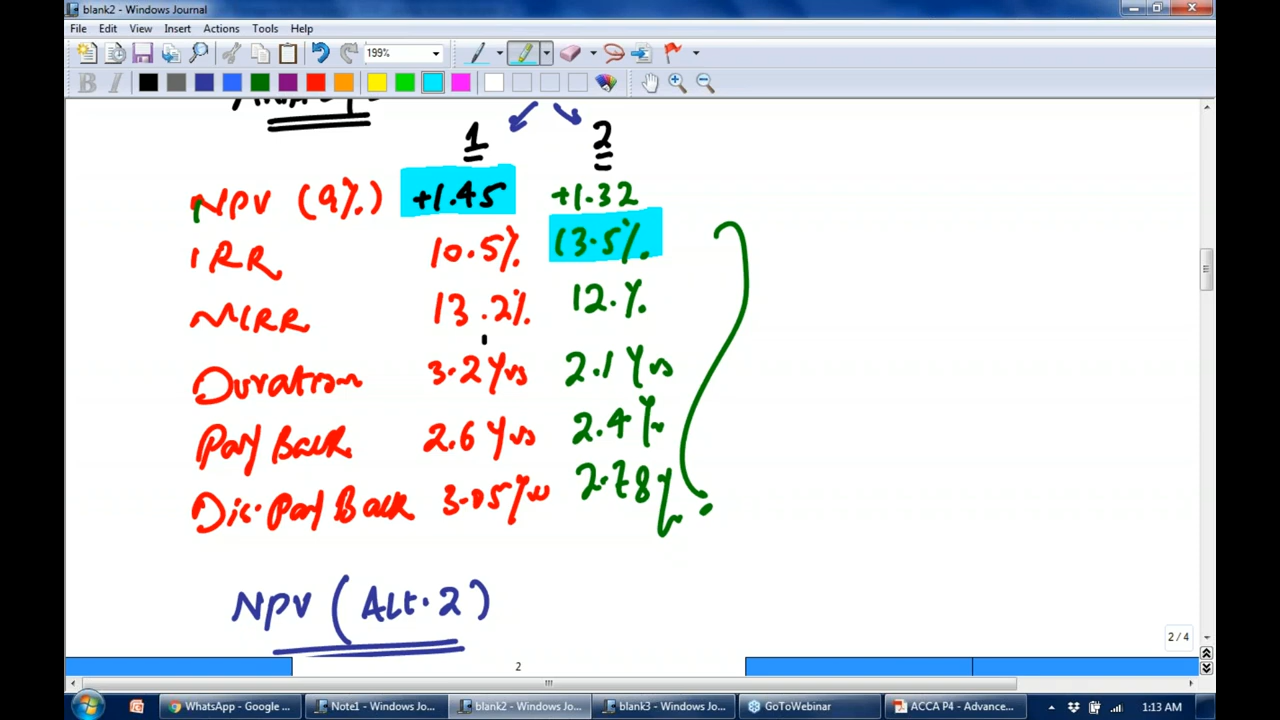 blank2 - Windows Journal
File Edit View Insert Actions Tools Help
199%
B I
1 2
NPV (9%) +1.45 +1.32
IRR 10.5% 13.5%
MIRR 13.2% 12.%
Duration 3.2 Yrs 2.1 Yrs
Pay Back 2.6 Yrs 2.4 Yr
Dis. Pay Back 3.05 Yrs 2.78 Yr
NPV (Alt. 2)
2/4
2
WhatsApp - Google ... Note1 - Windows Jo... blank2 - Windows Jo... blank3 - Windows Jo... GoToWebinar ACCA P4 - Advance... 1:13 AM